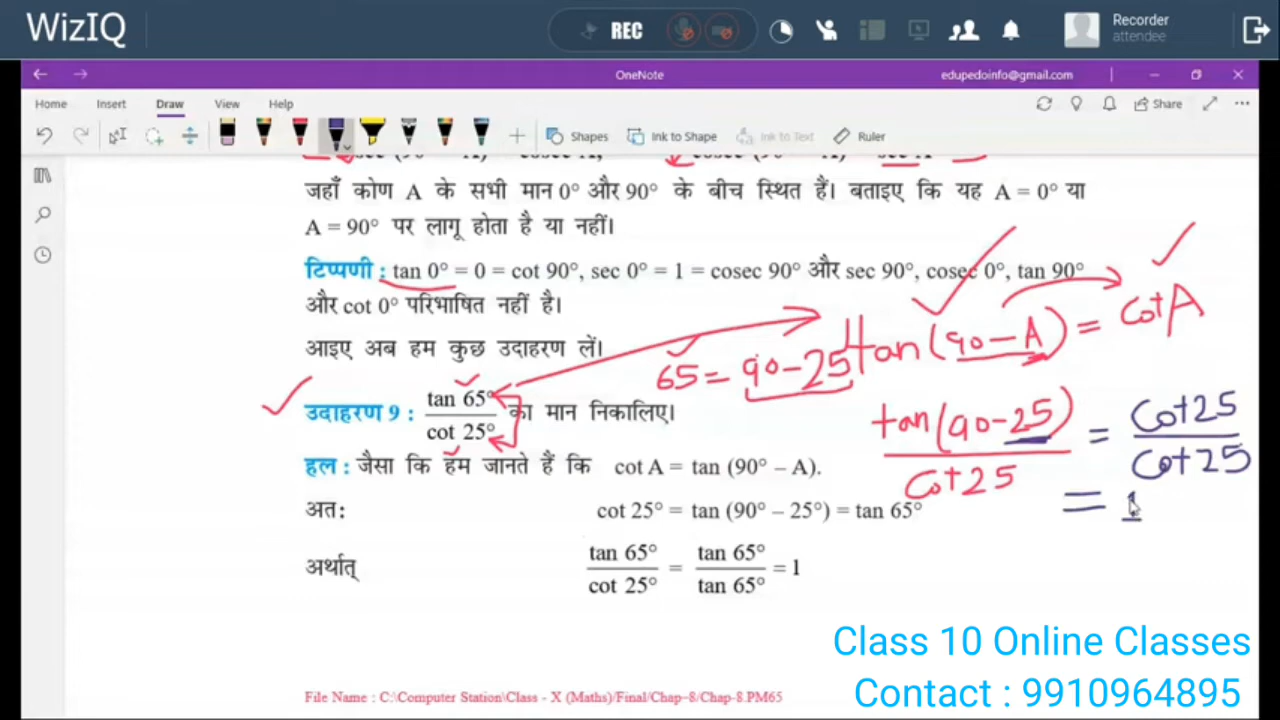 WizIQ
REC
Recorder
attendee
OneNote
edupedoinfo@gmail.com
Home Insert Draw View Help
Share
Shapes Ink to Shape Ink to Text Ruler
जहाँ कोण A के सभी मान 0° और 90° के बीच स्थित हैं। बताइए कि यह A = 0° या
A = 90° पर लागू होता है या नहीं।
टिप्पणी : tan 0° = 0 = cot 90°, sec 0° = 1 = cosec 90° और sec 90°, cosec 0°, tan 90°
और cot 0° परिभाषित नहीं है।
tan (90-A) = cotA
आइए अब हम कुछ उदाहरण लें।
65 = 90-25
उदाहरण 9 : tan 65° / cot 25° का मान निकालिए।
tan(90-25) / cot25 = cot25 / cot25
= 1
हल : जैसा कि हम जानते हैं कि cot A = tan (90° – A).
अतः cot 25° = tan (90° – 25°) = tan 65°
अर्थात् tan 65° / cot 25° = tan 65° / tan 65° = 1
Class 10 Online Classes
Contact : 9910964895
File Name : C:\Computer Station\Class - X (Maths)/Final/Chap-8/Chap-8.PM65